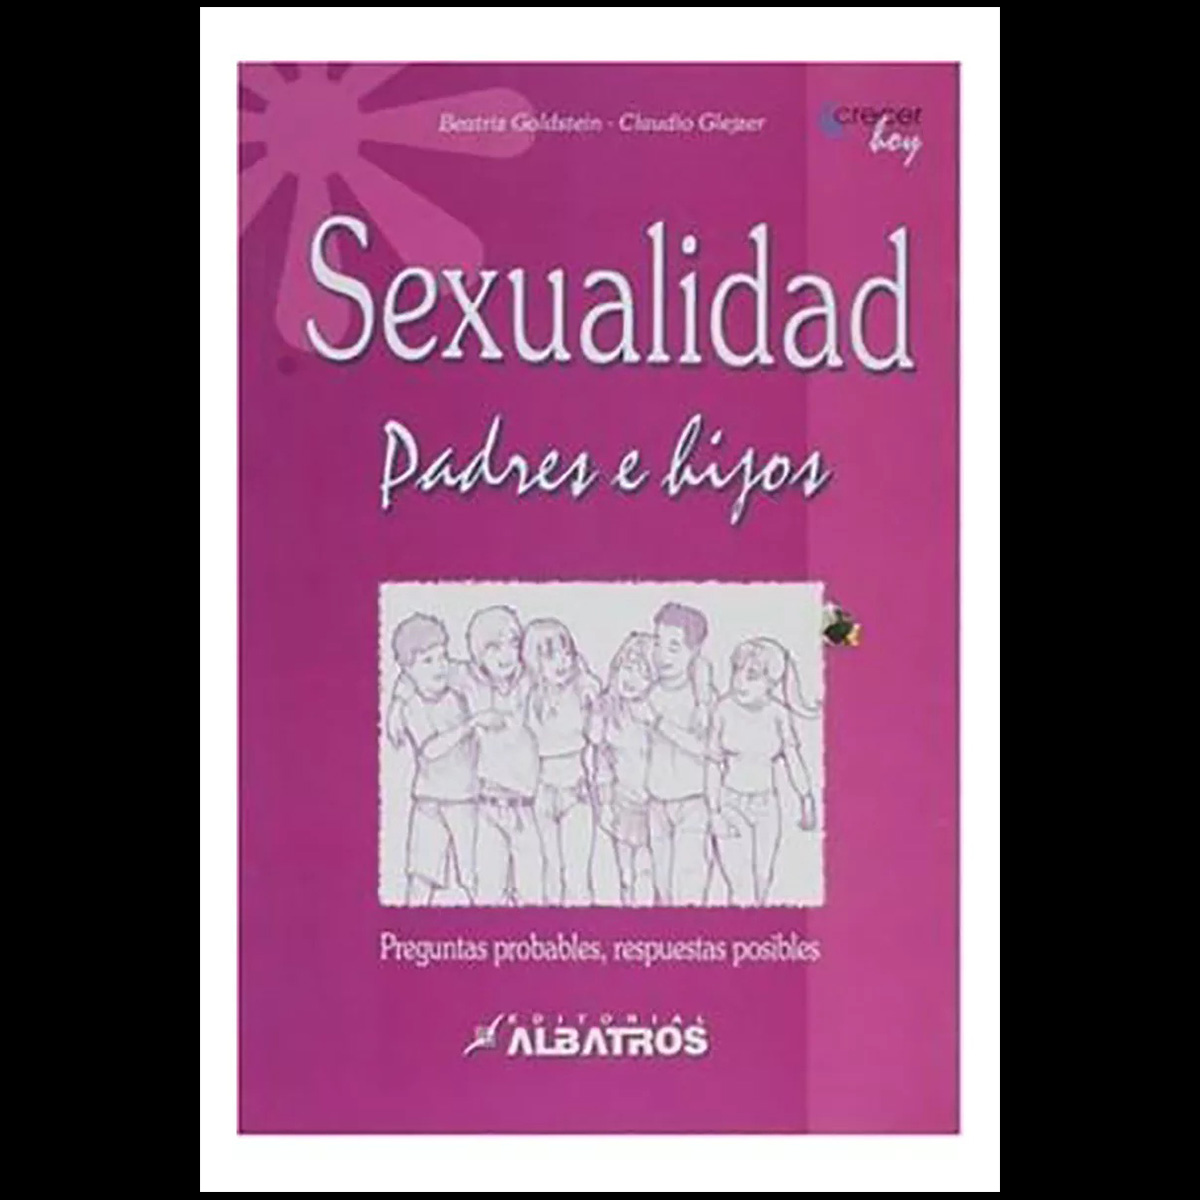 Beatriz Goldstein - Claudio Glejzer
crecer
hoy
Sexualidad
Padres e hijos
Preguntas probables, respuestas posibles
EDITORIAL
ALBATROS